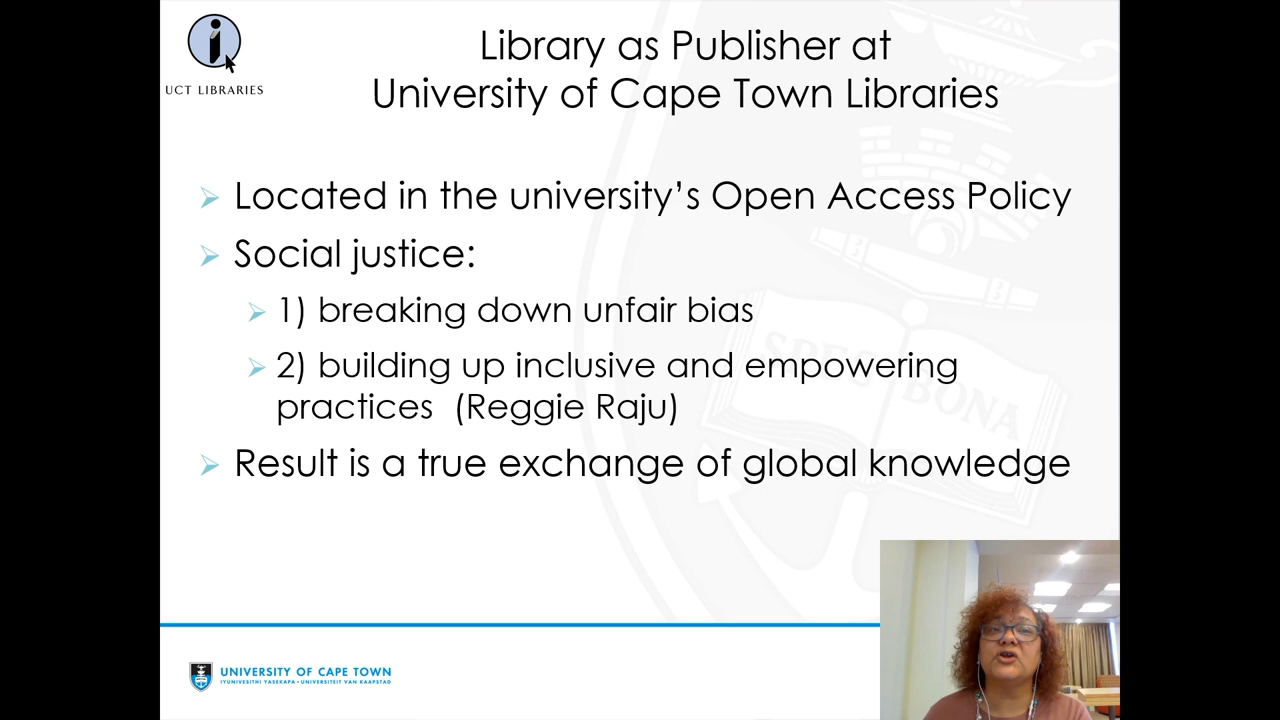 UCT LIBRARIES
Library as Publisher at
University of Cape Town Libraries
Located in the university’s Open Access Policy
Social justice:
1) breaking down unfair bias
2) building up inclusive and empowering
practices (Reggie Raju)
Result is a true exchange of global knowledge
SPES BONA
UNIVERSITY OF CAPE TOWN
IYUNIVESITHI YASEKAPA • UNIVERSITEIT VAN KAAPSTAD